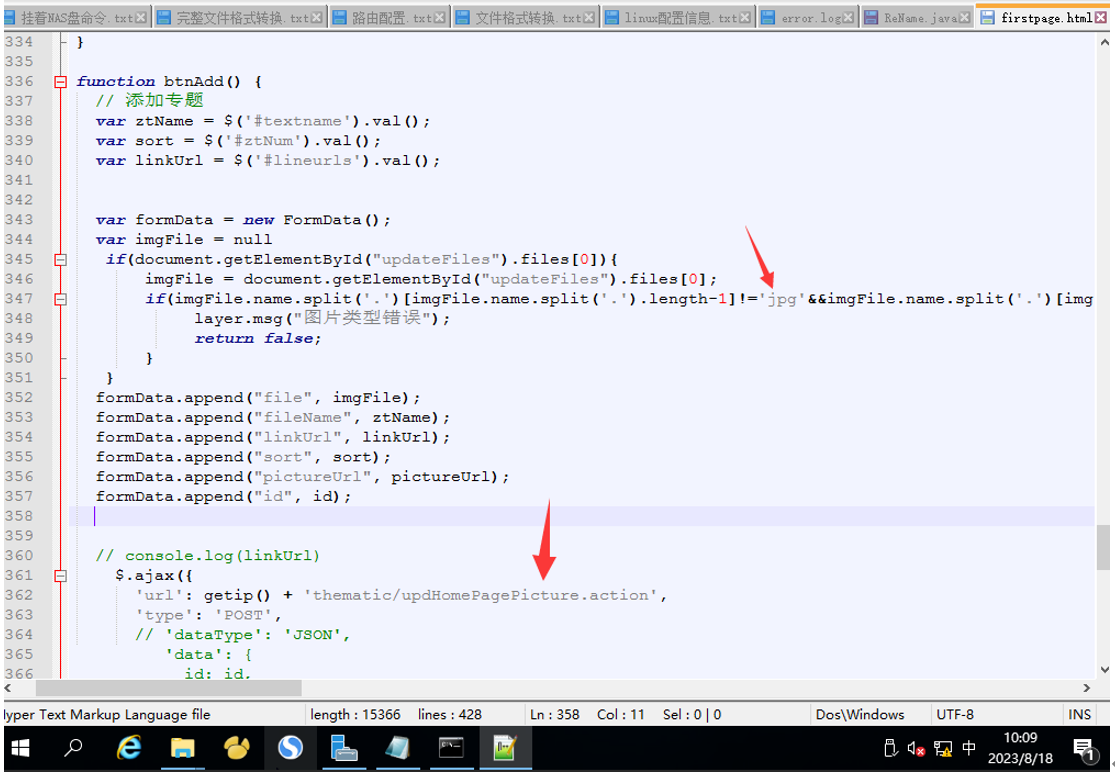 挂着NAS盘命令.txt 完整文件格式转换.txt 路由配置.txt 文件格式转换.txt linux配置信息.txt error.log ReName.java firstpage.html
334 }
335
336 function btnAdd() {
337 // 添加专题
338 var ztName = $('#textname').val();
339 var sort = $('#ztNum').val();
340 var linkUrl = $('#lineurls').val();
341
342
343 var formData = new FormData();
344 var imgFile = null
345 if(document.getElementById("updateFiles").files[0]){
346 imgFile = document.getElementById("updateFiles").files[0];
347 if(imgFile.name.split('.')[imgFile.name.split('.').length-1]!='jpg'&&imgFile.name.split('.')[img
348 layer.msg("图片类型错误");
349 return false;
350 }
351 }
352 formData.append("file", imgFile);
353 formData.append("fileName", ztName);
354 formData.append("linkUrl", linkUrl);
355 formData.append("sort", sort);
356 formData.append("pictureUrl", pictureUrl);
357 formData.append("id", id);
358
359
360 // console.log(linkUrl)
361 $.ajax({
362 'url': getip() + 'thematic/updHomePagePicture.action',
363 'type': 'POST',
364 // 'dataType': 'JSON',
365 'data': {
366 id: id,
lyper Text Markup Language file length : 15366 lines : 428 Ln : 358 Col : 11 Sel : 0 | 0 Dos\Windows UTF-8 INS
中 10:09
2023/8/18 1